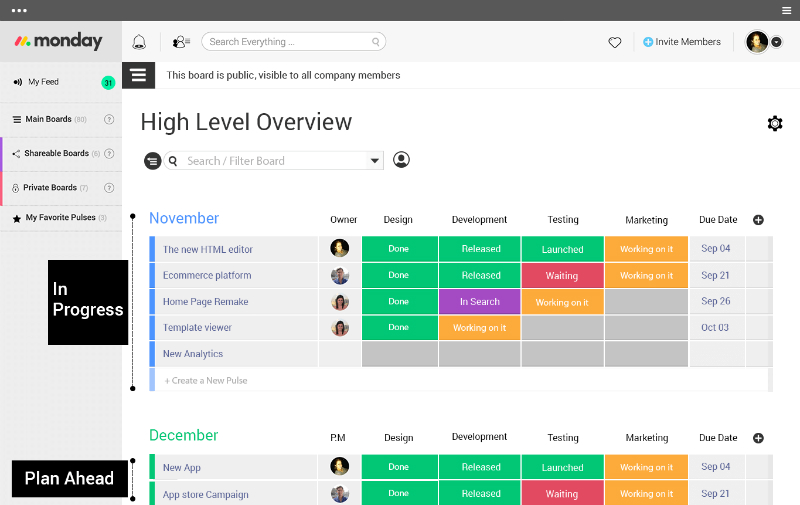 monday
Search Everything ...
Invite Members
My Feed
31
This board is public, visible to all company members
Main Boards (80) ?
Shareable Boards (5) ?
Private Boards (7) ?
My Favorite Pulses (3)
High Level Overview
Search / Filter Board
In
Progress
November Owner Design Development Testing Marketing Due Date
The new HTML editor Done Released Launched Working on it Sep 04
Ecommerce platform Done Released Waiting Working on it Sep 21
Home Page Remake Done In Search Working on it Sep 26
Template viewer Done Working on it Oct 03
New Analytics
+ Create a New Pulse
Plan Ahead
December P.M Design Development Testing Marketing Due Date
New App Done Released Launched Working on it Sep 04
App store Campaign Done Released Waiting Working on it Sep 21